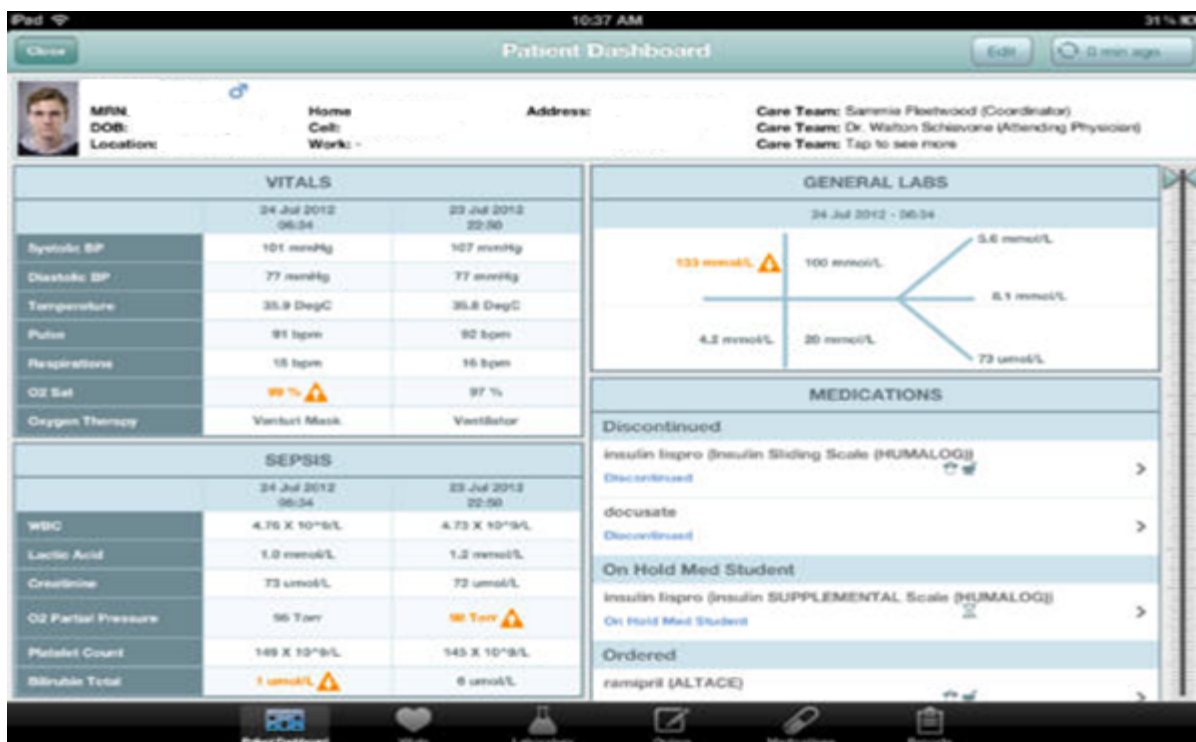 iPad 10:37 AM 31 %
Close Patient Dashboard Edit 0 min ago
MRN. Home Address: Care Team: Sammie Fleetwood (Coordinator)
DOB: Cell: Care Team: Dr. Walton Schiavone (Attending Physician)
Location: Work: - Care Team: Tap to see more
VITALS
24 Jul 2012 23 Jul 2012
06:34 22:50
Systolic BP 101 mmHg 107 mmHg
Diastolic BP 77 mmHg 77 mmHg
Temperature 35.9 DegC 35.8 DegC
Pulse 91 bpm 92 bpm
Respirations 15 bpm 16 bpm
O2 Sat 99 % 97 %
Oxygen Therapy Venturi Mask Ventilator
SEPSIS
24 Jul 2012 23 Jul 2012
06:34 22:50
WBC 4.76 X 10^9/L 4.73 X 10^9/L
Lactic Acid 1.0 mmol/L 1.2 mmol/L
Creatinine 73 umol/L 72 umol/L
O2 Partial Pressure 96 Torr 98 Torr
Platelet Count 149 X 10^9/L 145 X 10^9/L
Bilirubin Total 1 umol/L 6 umol/L
GENERAL LABS
24 Jul 2012 - 06:34
133 mmol/L 100 mmol/L 5.6 mmol/L
8.1 mmol/L
4.2 mmol/L 20 mmol/L 73 umol/L
MEDICATIONS
Discontinued
insulin lispro (Insulin Sliding Scale (HUMALOG))
Discontinued
docusate
Discontinued
On Hold Med Student
insulin lispro (Insulin SUPPLEMENTAL Scale (HUMALOG))
On Hold Med Student
Ordered
ramipril (ALTACE)
Patient Dashboard